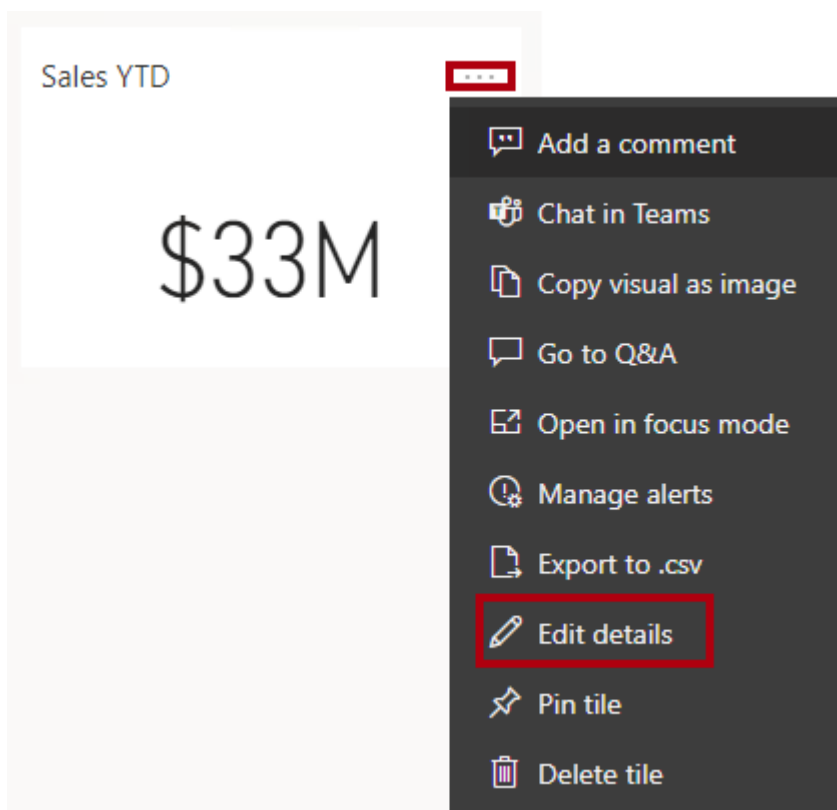 Sales YTD
...
$33M
Add a comment
Chat in Teams
Copy visual as image
Go to Q&A
Open in focus mode
Manage alerts
Export to .csv
Edit details
Pin tile
Delete tile